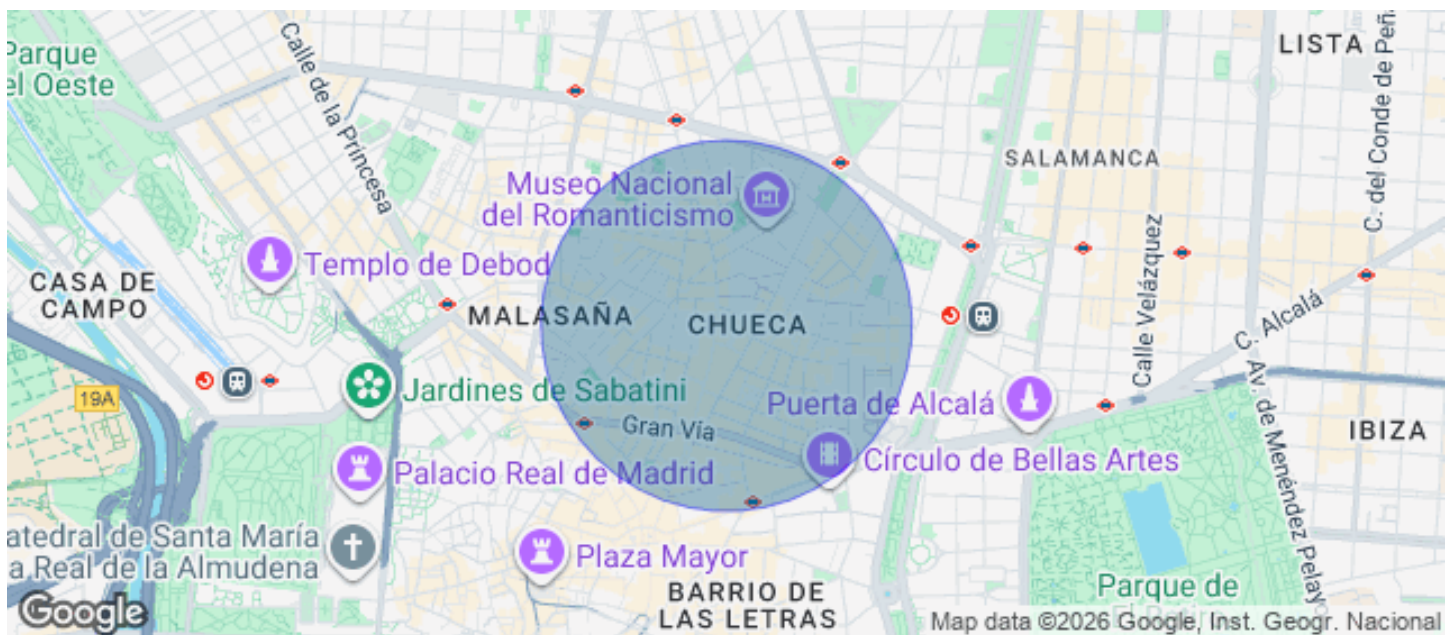 Parque
el Oeste
Calle de la Princesa
LISTA
C. del Conde de Peña
SALAMANCA
Museo Nacional
del Romanticismo
Templo de Debod
CASA DE
CAMPO
MALASAÑA
CHUECA
Calle Velázquez
C. Alcalá
Jardines de Sabatini
19A
Puerta de Alcalá
Gran Vía
C. Av. de Menéndez Pelayo
IBIZA
Palacio Real de Madrid
Círculo de Bellas Artes
atedral de Santa María
a Real de la Almudena
Plaza Mayor
BARRIO DE
LAS LETRAS
Parque de
Google
Map data ©2026 Google, Inst. Geogr. Nacional